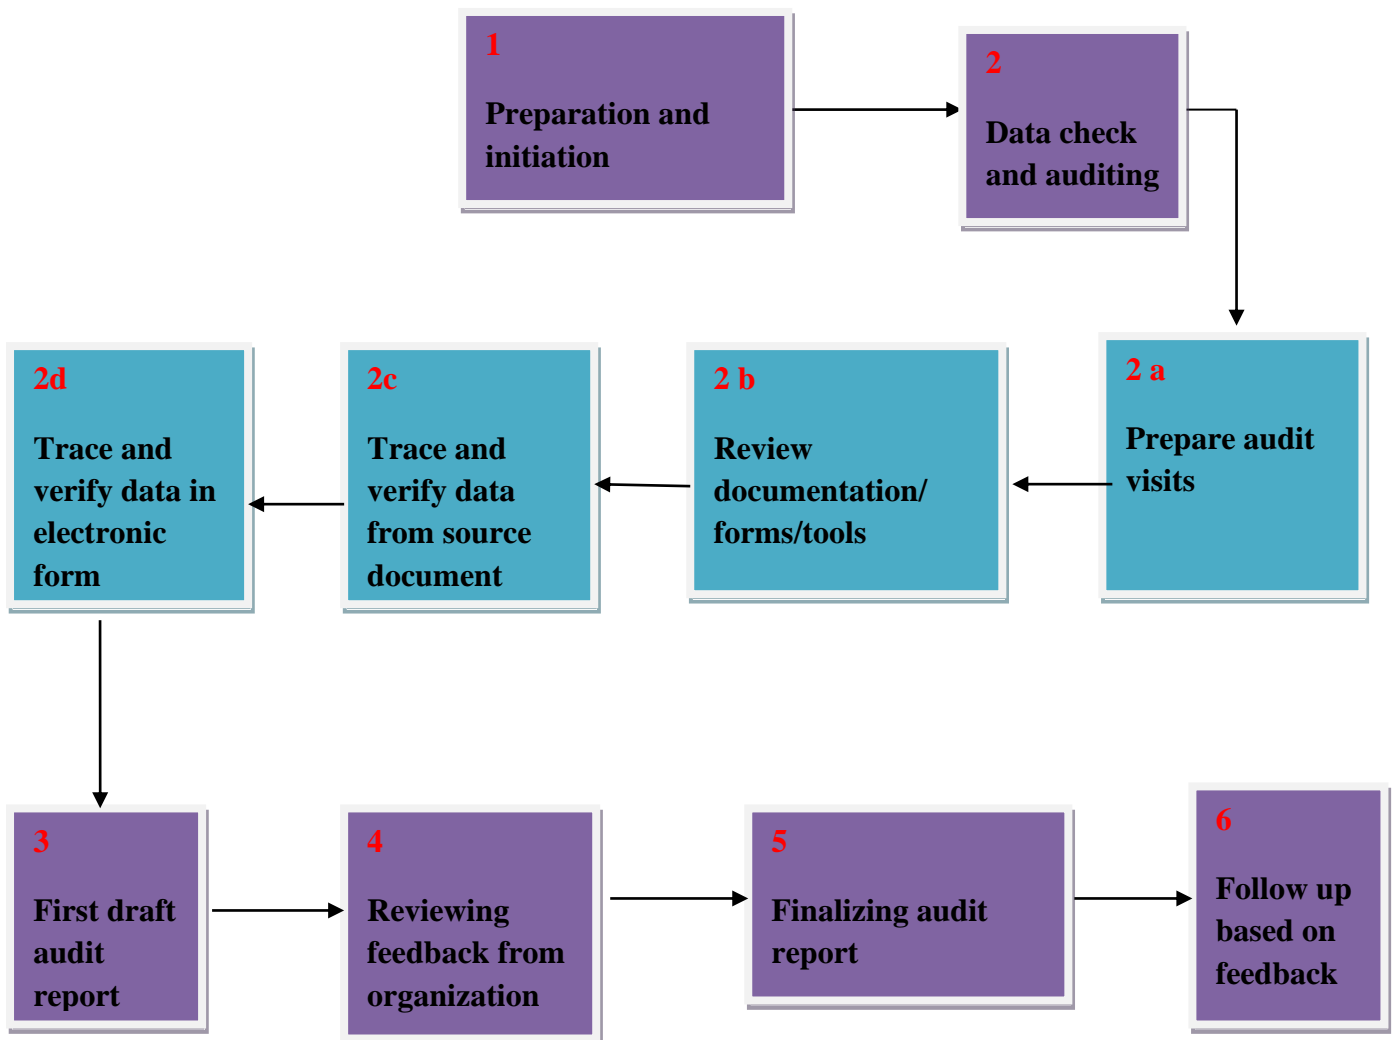 1
Preparation and
initiation
2
Data check
and auditing
2 a
Prepare audit
visits
2 b
Review
documentation/
forms/tools
2c
Trace and
verify data
from source
document
2d
Trace and
verify data in
electronic
form
3
First draft
audit
report
4
Reviewing
feedback from
organization
5
Finalizing audit
report
6
Follow up
based on
feedback